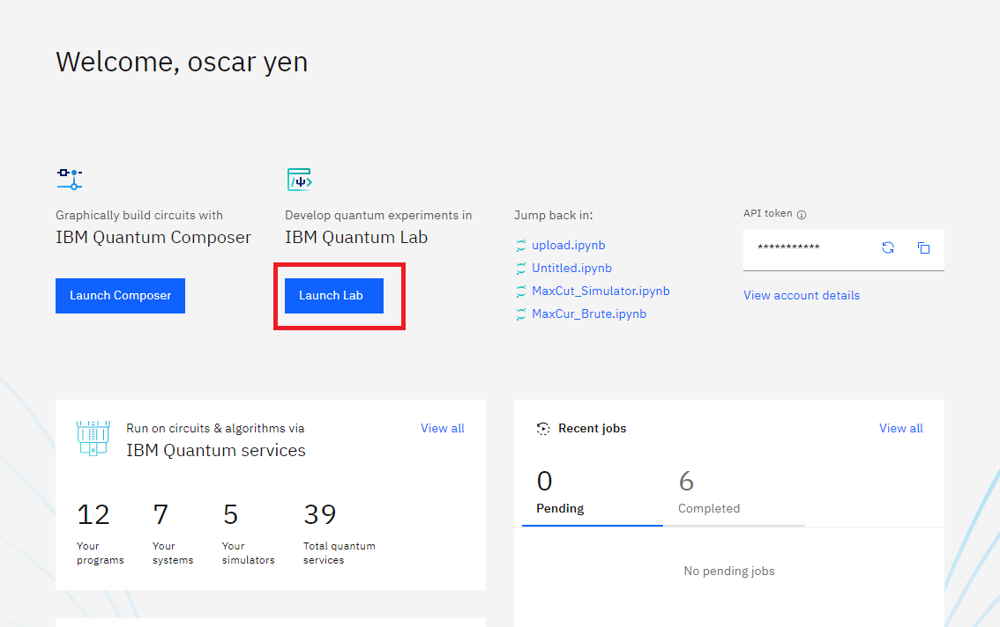 Welcome, oscar yen
Graphically build circuits with
IBM Quantum Composer
Launch Composer
Develop quantum experiments in
IBM Quantum Lab
Launch Lab
Jump back in:
upload.ipynb
Untitled.ipynb
MaxCut_Simulator.ipynb
MaxCur_Brute.ipynb
API token
***********
View account details
Run on circuits & algorithms via
IBM Quantum services
View all
12
Your
programs
7
Your
systems
5
Your
simulators
39
Total quantum
services
Recent jobs
View all
0
Pending
6
Completed
No pending jobs